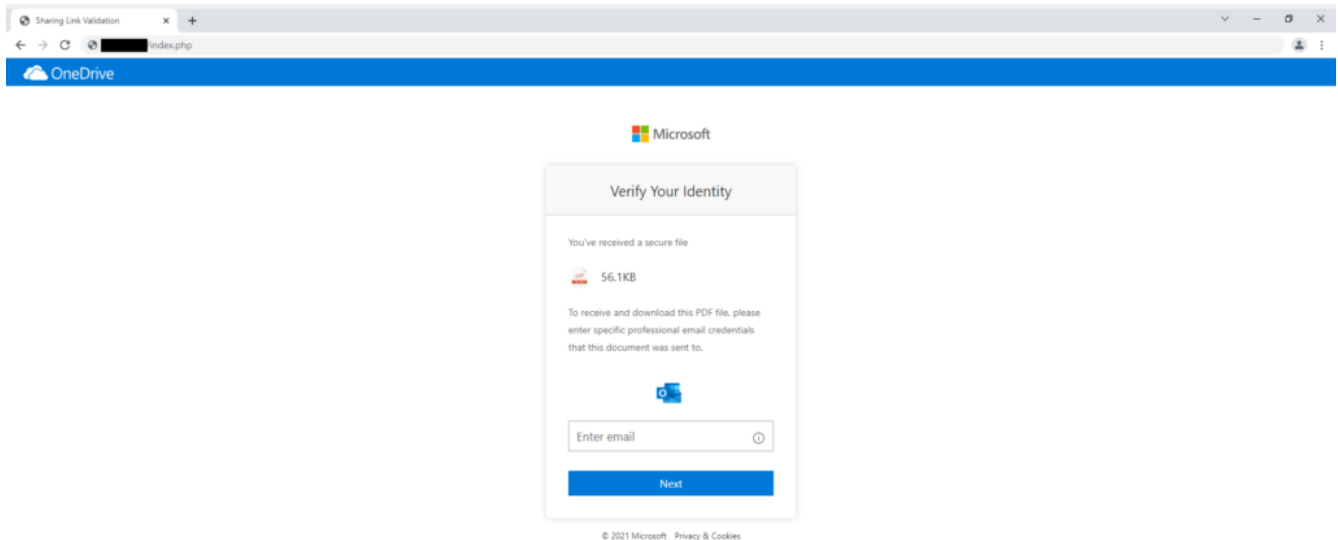 Sharing Link Validation
/index.php
OneDrive
Microsoft
Verify Your Identity
You've received a secure file
56.1KB
To receive and download this PDF file, please
enter specific professional email credentials
that this document was sent to.
Enter email
Next
© 2021 Microsoft Privacy & Cookies